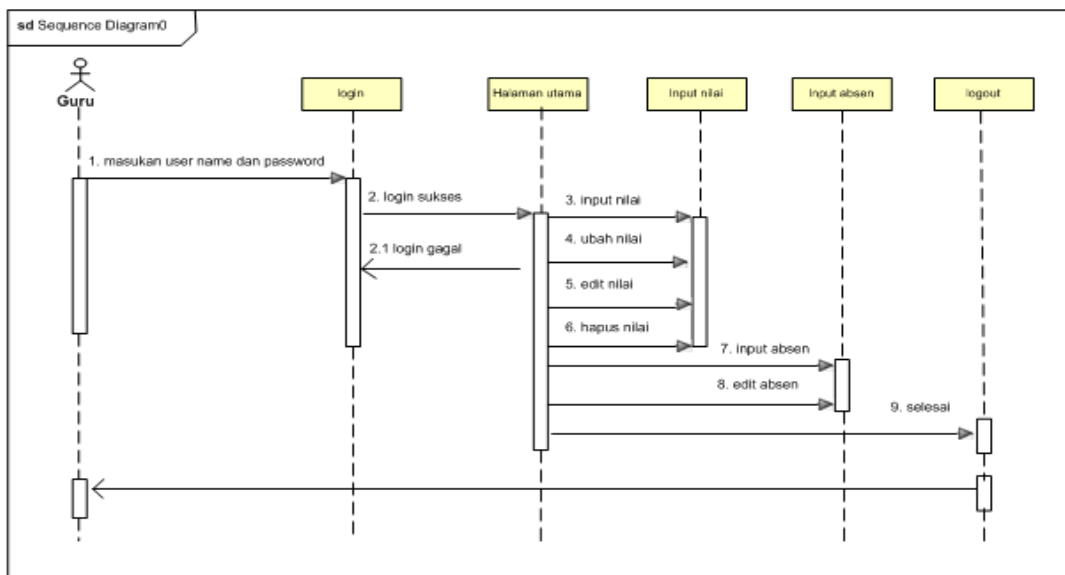 sd Sequence Diagram0
Guru
login
Halaman utama
Input nilai
Input absen
logout
1. masukan user name dan password
2. login sukses
3. input nilai
4. ubah nilai
2.1 login gagal
5. edit nilai
6. hapus nilai
7. input absen
8. edit absen
9. selesai